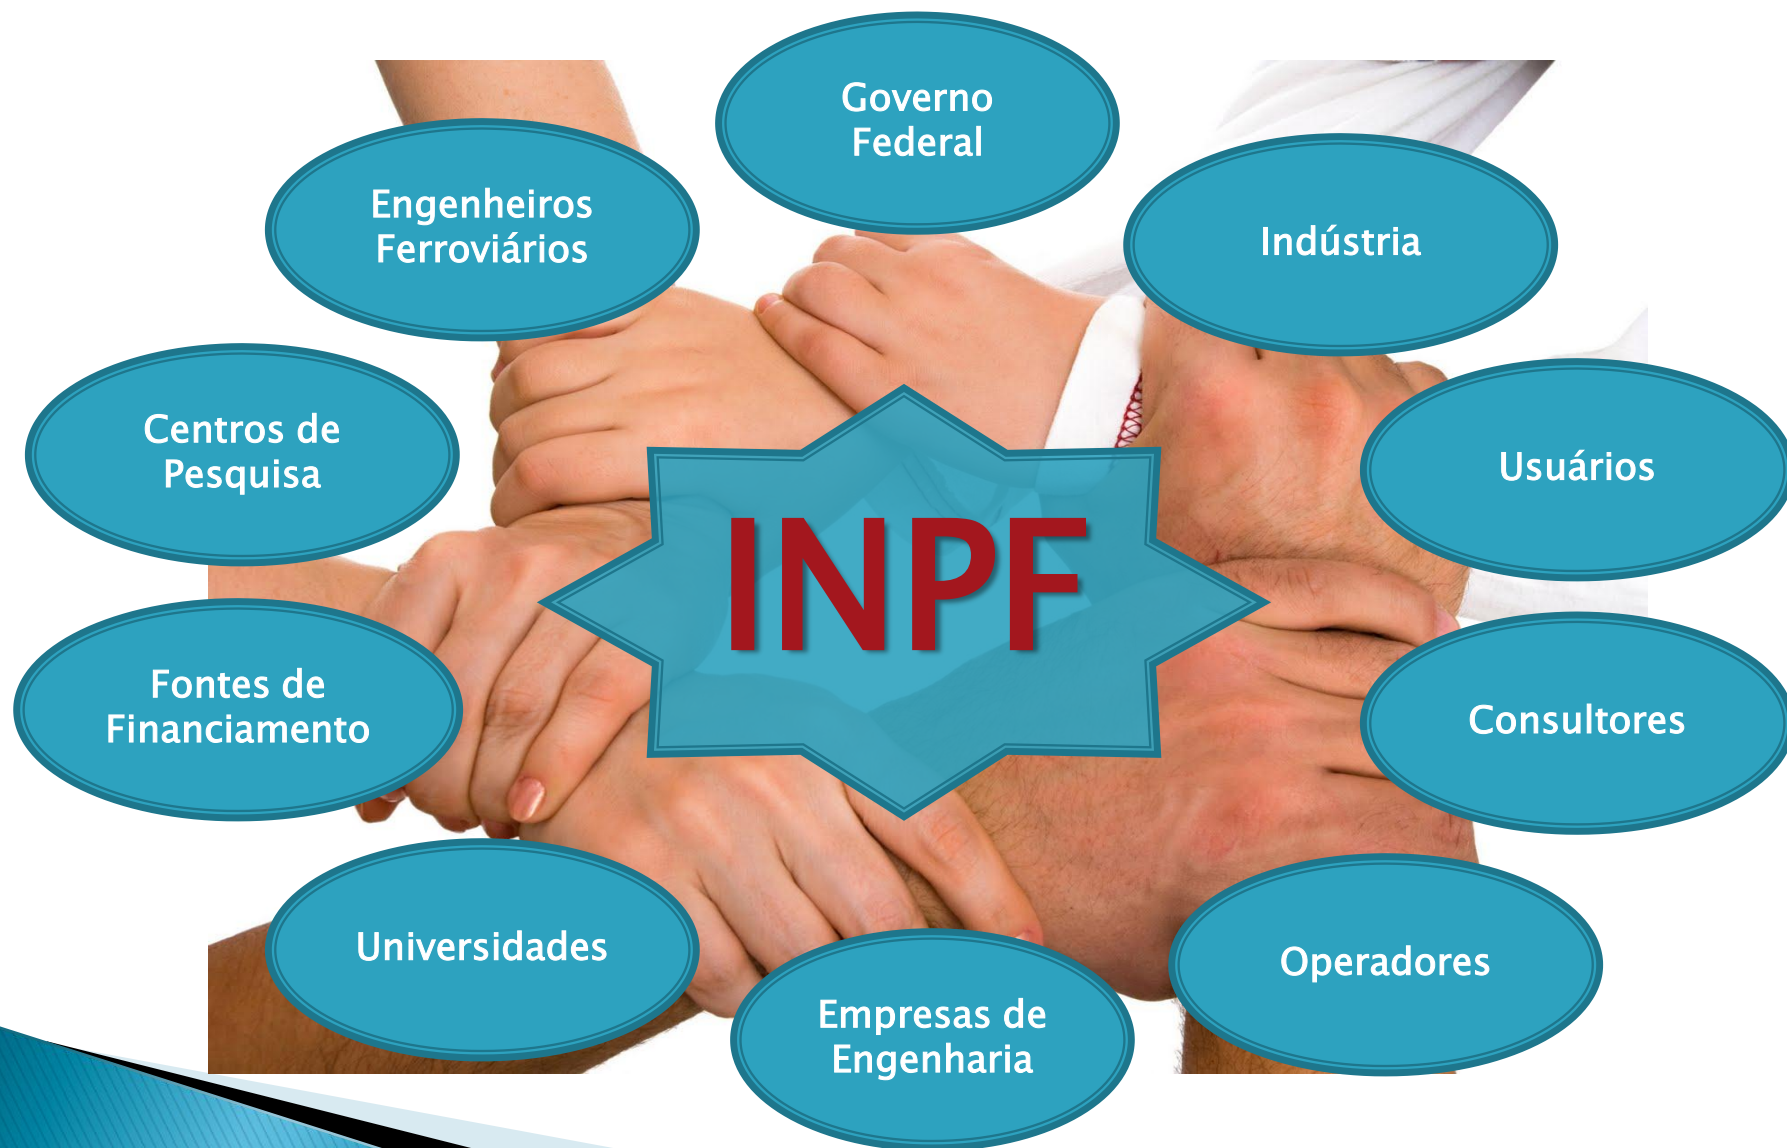 Governo
Federal
Engenheiros
Ferroviários
Indústria
Centros de
Pesquisa
Usuários
INPF
Fontes de
Financiamento
Consultores
Universidades
Operadores
Empresas de
Engenharia